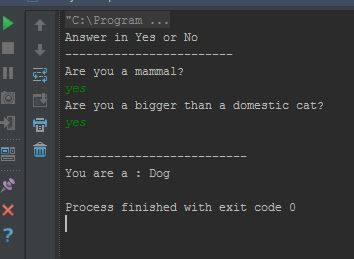 "C:\Program ...
Answer in Yes or No
------------------------
Are you a mammal?
yes
Are you a bigger than a domestic cat?
yes
--------------------------
You are a : Dog
Process finished with exit code 0